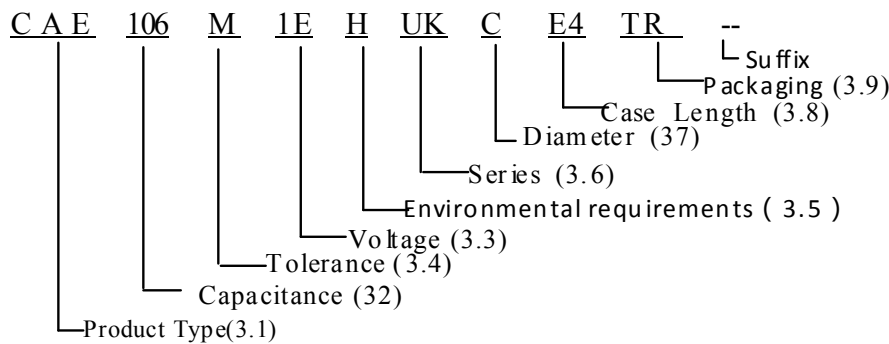 CAE 106 M 1E H UK C E4 TR --
Suffix
Packaging (3.9)
Case Length (3.8)
Diameter (37)
Series (3.6)
Environmental requirements ( 3.5 )
Voltage (3.3)
Tolerance (3.4)
Capacitance (32)
Product Type(3.1)